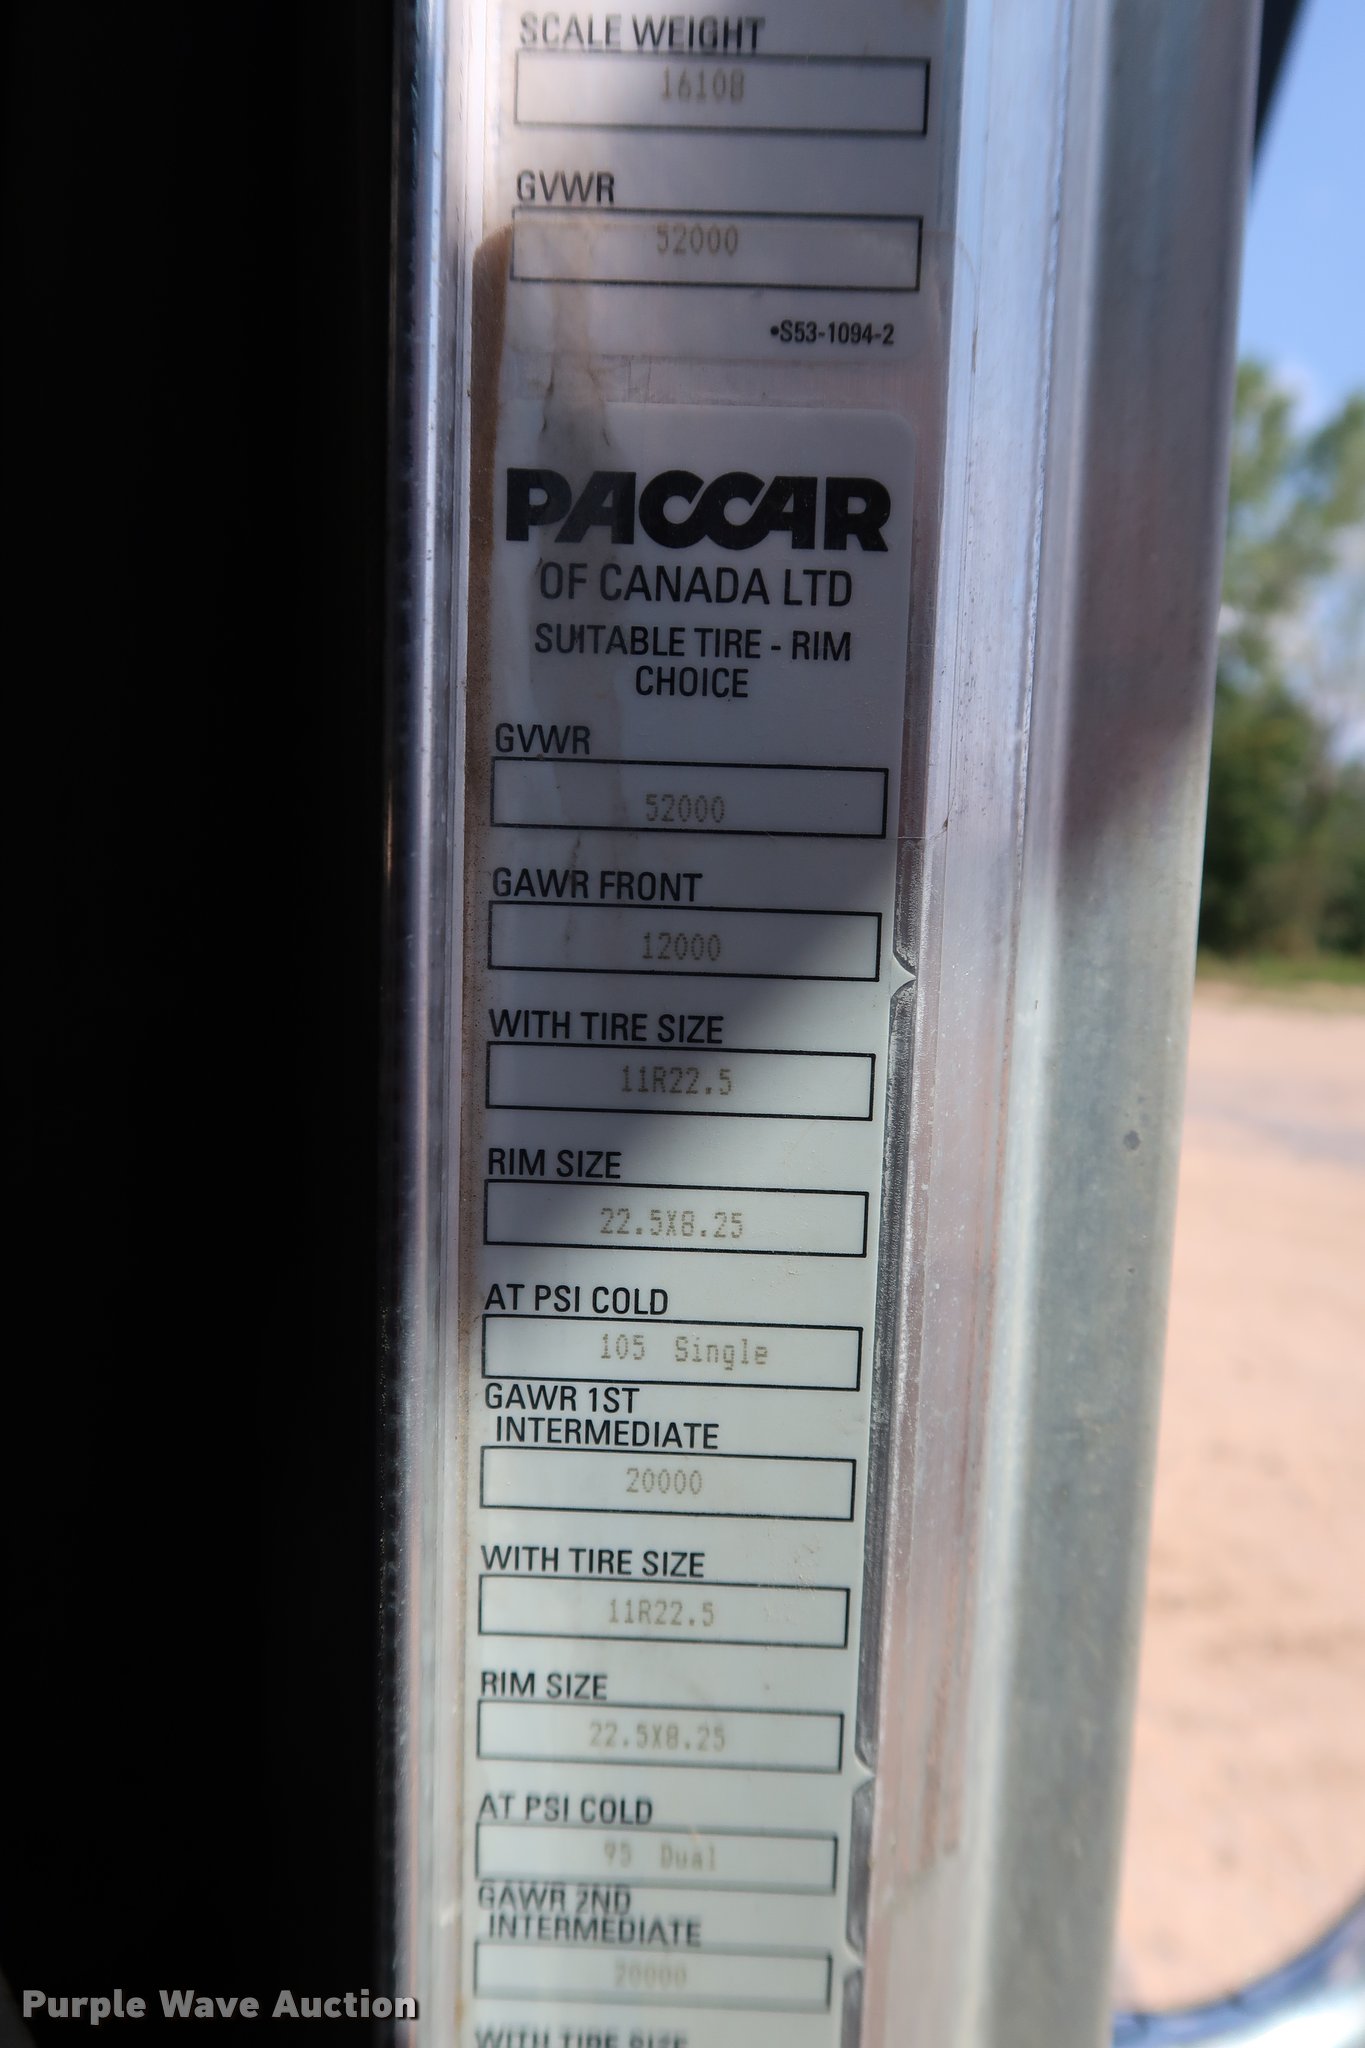 SCALE WEIGHT
16108
GVWR
52000
•S53-1094-2
PACCAR
OF CANADA LTD
SUITABLE TIRE - RIM
CHOICE
GVWR
52000
GAWR FRONT
12000
WITH TIRE SIZE
11R22.5
RIM SIZE
22.5X8.25
AT PSI COLD
105 Single
GAWR 1ST
INTERMEDIATE
20000
WITH TIRE SIZE
11R22.5
RIM SIZE
22.5X8.25
AT PSI COLD
95 Dual
GAWR 2ND
INTERMEDIATE
20000
WITH TIRE SIZE
Purple Wave Auction